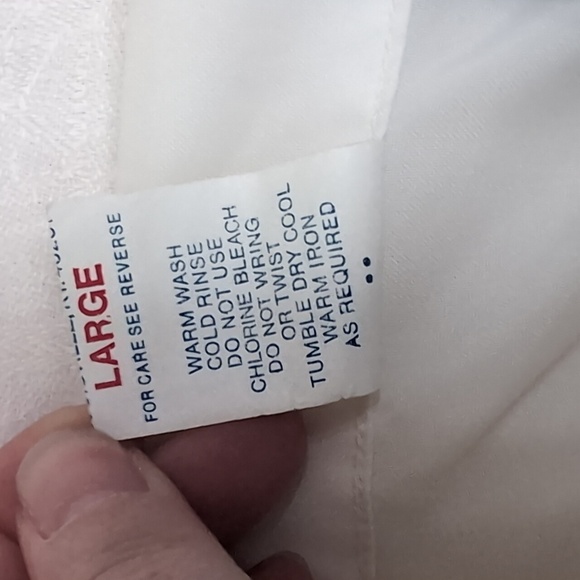 LARGE
FOR CARE SEE REVERSE
WARM WASH
COLD RINSE
DO NOT USE
CHLORINE BLEACH
DO NOT WRING
OR TWIST
TUMBLE DRY COOL
WARM IRON
AS REQUIRED